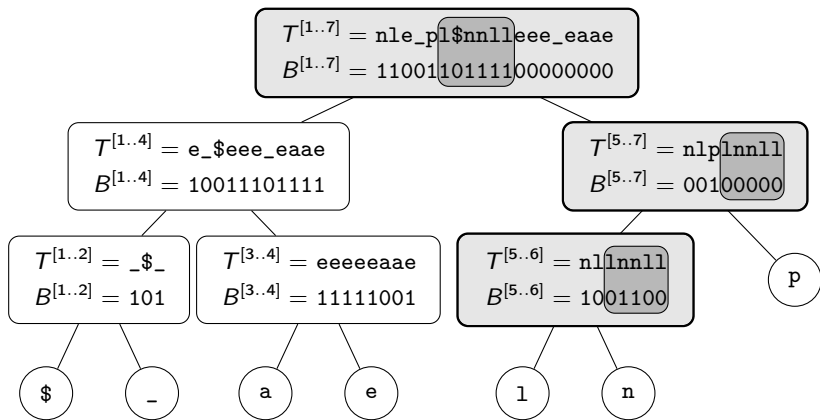 T^[1..7] = nle_pl$nnlleee_eaae
B^[1..7] = 1100110111100000000
T^[1..4] = e_$eee_eaae
B^[1..4] = 10011101111
T^[5..7] = nlplnnll
B^[5..7] = 00100000
T^[1..2] = _$_
B^[1..2] = 101
T^[3..4] = eeeeeaae
B^[3..4] = 11111001
T^[5..6] = nllnnll
B^[5..6] = 1001100
p
$ _ a e l n